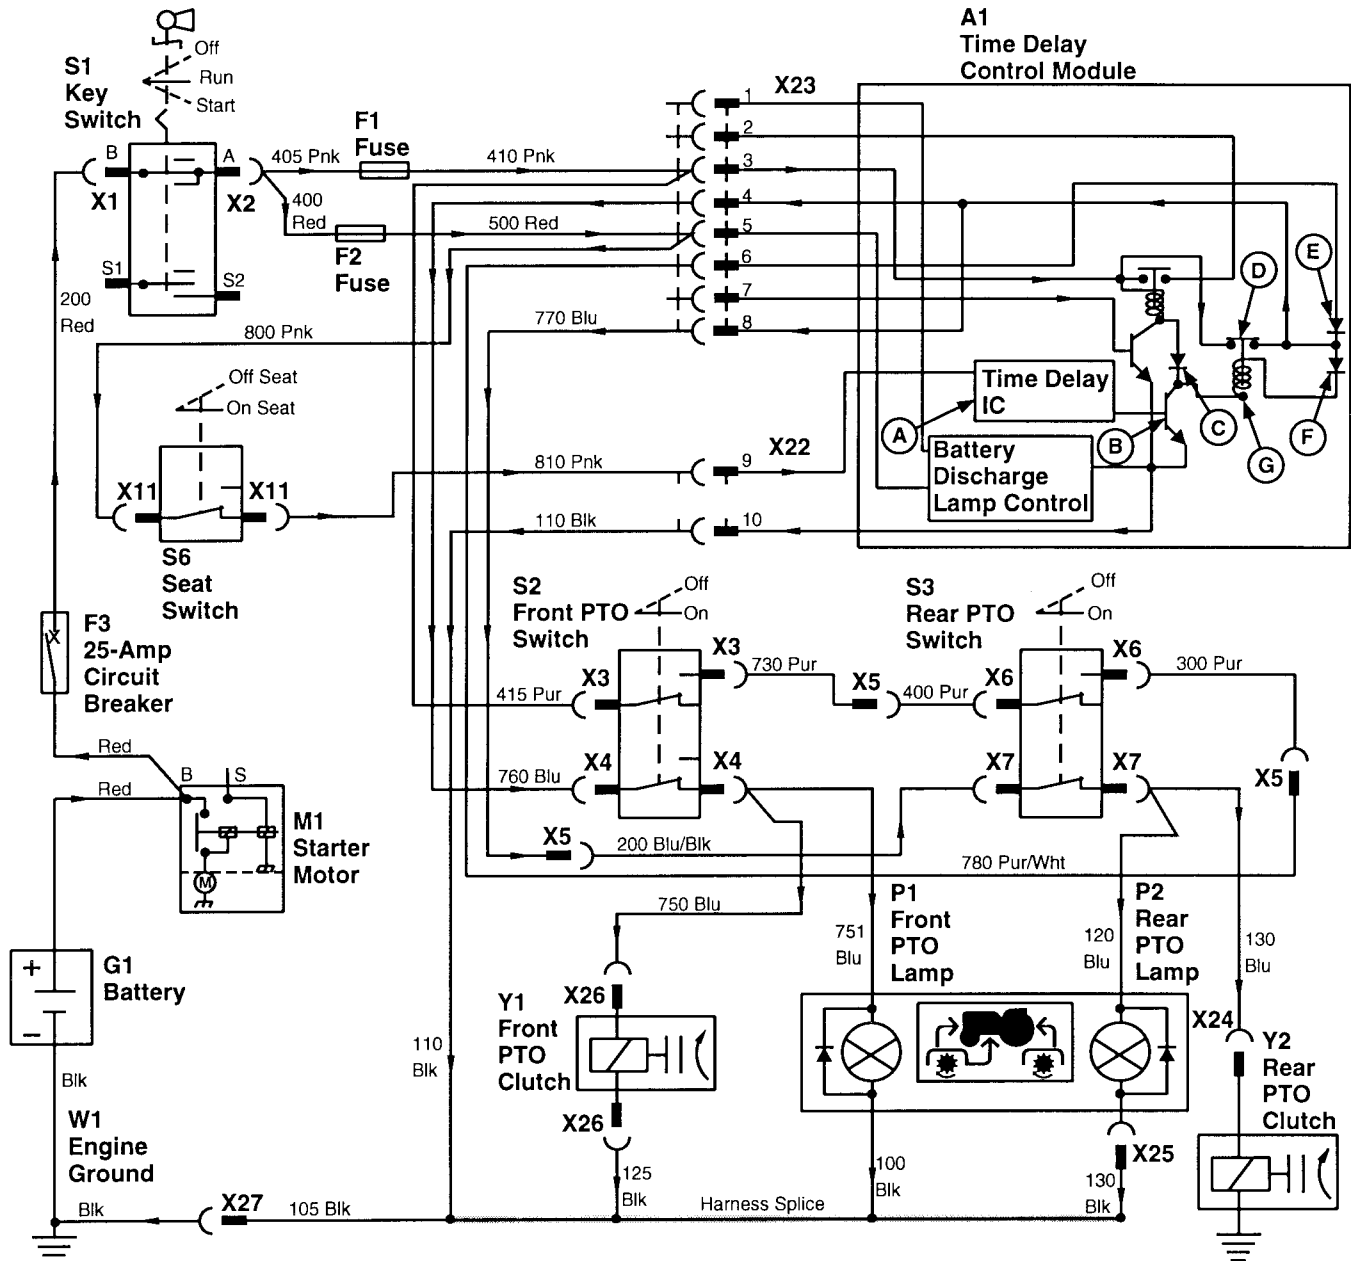 A1
Time Delay
Control Module
Off
Run
Start
S1
Key
Switch
X23
F1
Fuse
B
A
405 Pnk
410 Pnk
X1
X2
400
Red
500 Red
F2
Fuse
S1
S2
200
Red
1
2
3
4
5
6
7
8
800 Pnk
770 Blu
D
E
Off Seat
On Seat
Time Delay
IC
A
B
C
F
G
X22
810 Pnk
9
Battery
Discharge
Lamp Control
X11
X11
110 Blk
10
S6
Seat
Switch
S2
Front PTO
Switch
Off
On
S3
Rear PTO
Switch
Off
On
F3
25-Amp
Circuit
Breaker
X3
730 Pur
X6
300 Pur
X3
415 Pur
X5
400 Pur
X6
X4
760 Blu
X4
X7
X7
X5
Red
B
S
Red
M1
Starter
Motor
M
X5
200 Blu/Blk
780 Pur/Wht
750 Blu
P1
Front
PTO
Lamp
P2
Rear
PTO
Lamp
751
Blu
120
Blu
130
Blu
+
–
G1
Battery
Y1
Front
PTO
Clutch
X26
X24
Y2
Rear
PTO
Clutch
110
Blk
X26
Blk
W1
Engine
Ground
X25
125
Blk
100
Blk
130
Blk
Blk
X27
105 Blk
Harness Splice